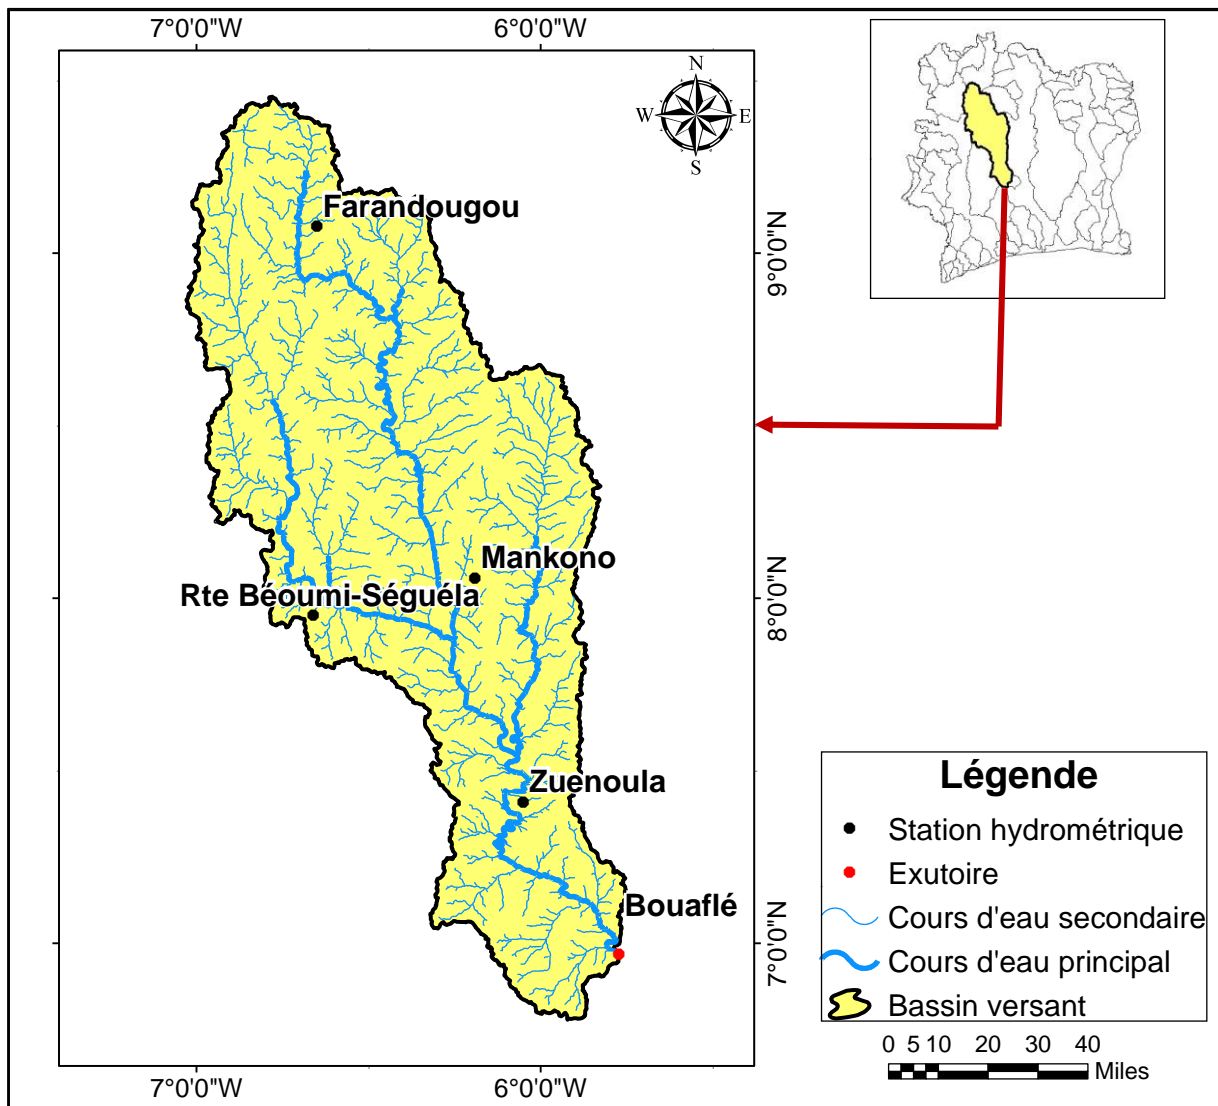 7°0'0"W
6°0'0"W
N
W
E
S
Farandougou
9°0'0"N
Mankono
Rte Béoumi-Séguéla
8°0'0"N
Zuenoula
Bouaflé
7°0'0"N
Légende
Station hydrométrique
Exutoire
Cours d'eau secondaire
Cours d'eau principal
Bassin versant
0 5 10 20 30 40
Miles
7°0'0"W
6°0'0"W